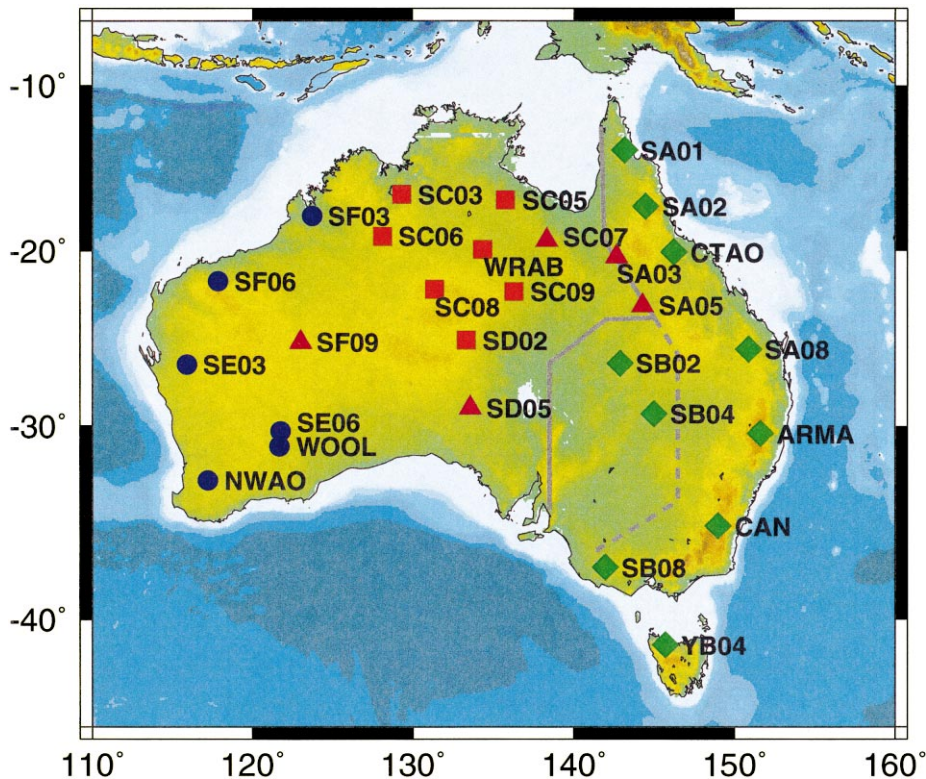 -10°
SA01
SC03
SC05
SA02
SF03
SC06
SC07
CTAO
-20°
WRAB
SA03
SF06
SC09
SC08
SA05
SF09
SD02
SA08
SE03
SB02
SD05
SB04
SE06
ARMA
-30°
WOOL
NWAO
CAN
SB08
-40°
YB04
110° 120° 130° 140° 150° 160°